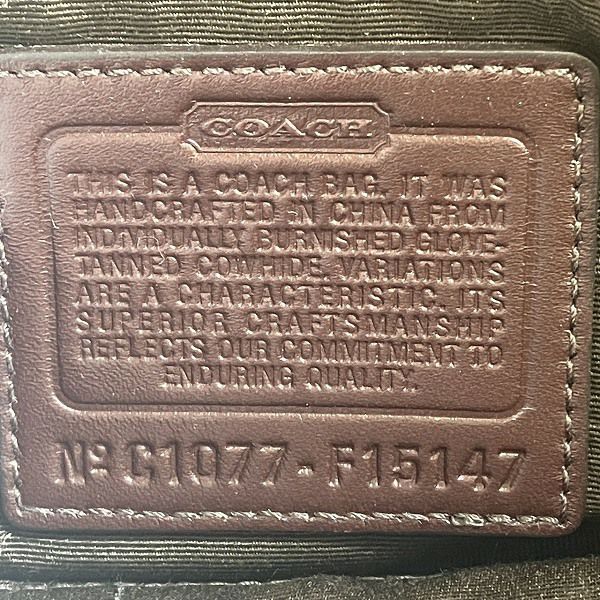 COACH
THIS IS A COACH BAG. IT WAS
HANDCRAFTED IN CHINA FROM
INDIVIDUALLY BURNISHED GLOVE-
TANNED COWHIDE. VARIATIONS
ARE A CHARACTERISTIC. ITS
SUPERIOR CRAFTSMANSHIP
REFLECTS OUR COMMITMENT TO
ENDURING QUALITY.
Nº C1077-F15147